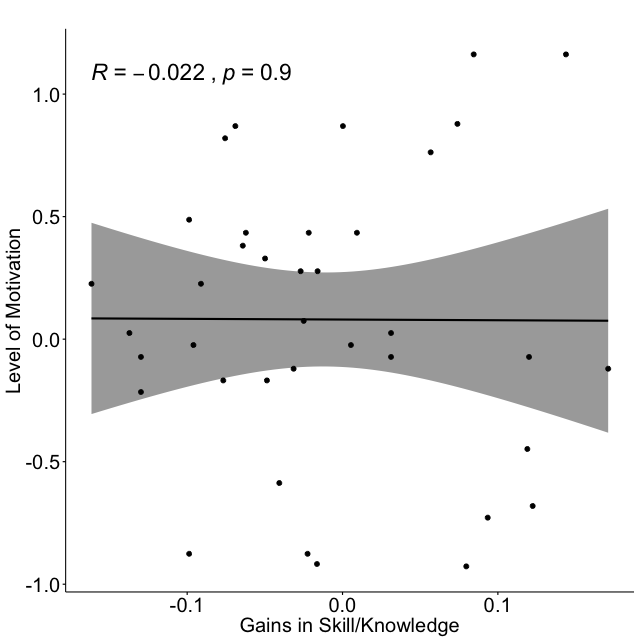 R = −0.022 , p = 0.9
1.0
0.5
0.0
-0.5
-1.0
Level of Motivation
-0.1 0.0 0.1
Gains in Skill/Knowledge